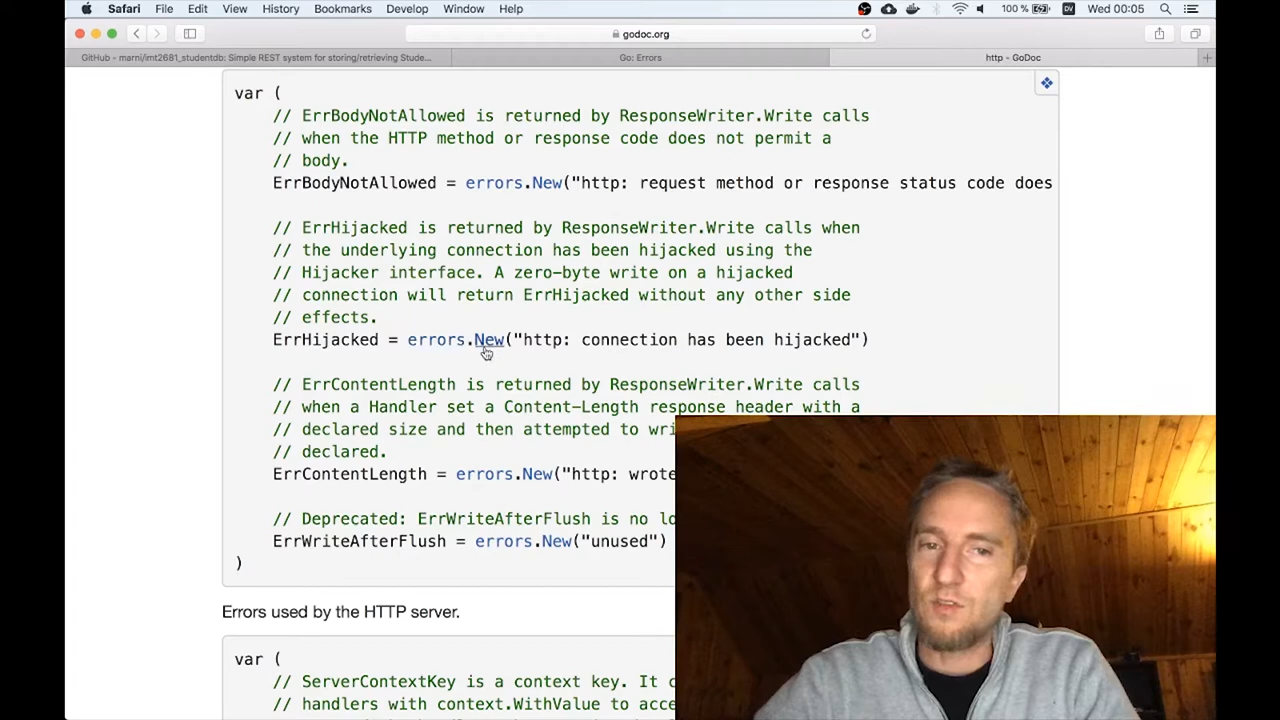 Safari File Edit View History Bookmarks Develop Window Help 100 % DV Wed 00:05
godoc.org
GitHub - marni/imt2681_studentdb: Simple REST system for storing/retrieving Stude...
Go: Errors
http - GoDoc
var (
// ErrBodyNotAllowed is returned by ResponseWriter.Write calls
// when the HTTP method or response code does not permit a
// body.
ErrBodyNotAllowed = errors.New("http: request method or response status code does
// ErrHijacked is returned by ResponseWriter.Write calls when
// the underlying connection has been hijacked using the
// Hijacker interface. A zero-byte write on a hijacked
// connection will return ErrHijacked without any other side
// effects.
ErrHijacked = errors.New("http: connection has been hijacked")
// ErrContentLength is returned by ResponseWriter.Write calls
// when a Handler set a Content-Length response header with a
// declared size and then attempted to wri
// declared.
ErrContentLength = errors.New("http: wrote
// Deprecated: ErrWriteAfterFlush is no lo
ErrWriteAfterFlush = errors.New("unused")
)
Errors used by the HTTP server.
var (
// ServerContextKey is a context key. It c
// handlers with context.WithValue to acce